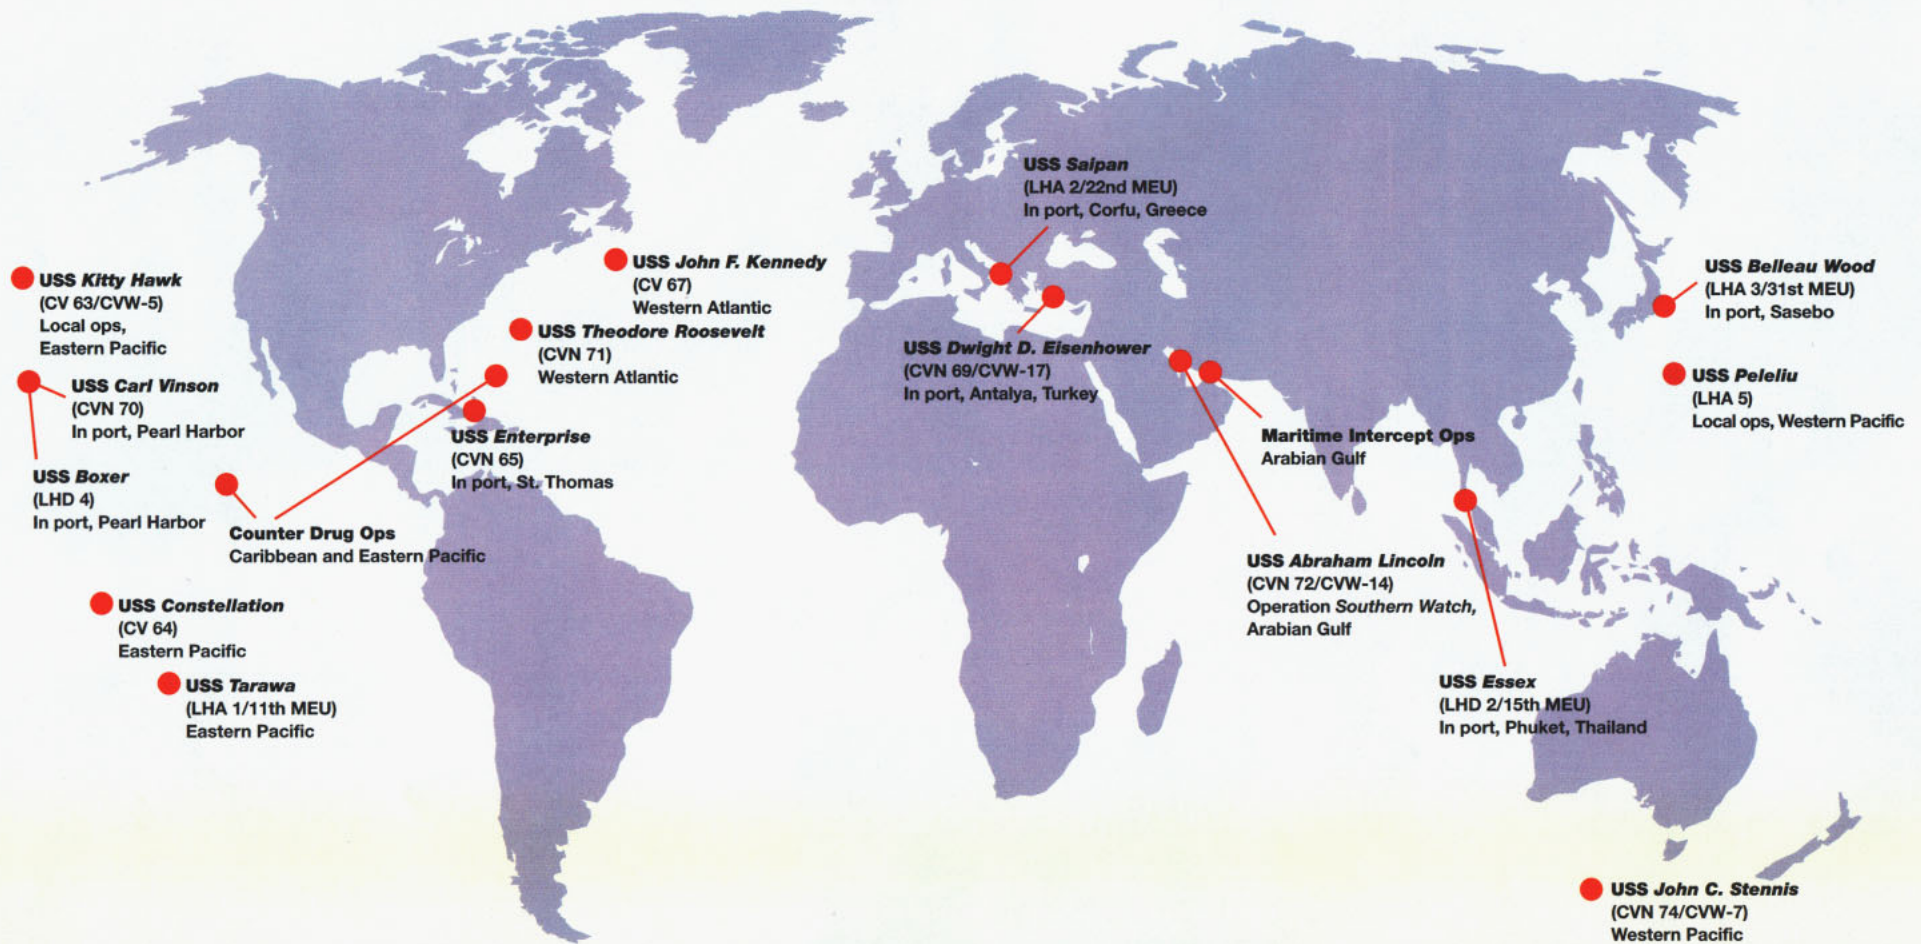 USS Saipan
(LHA 2/22nd MEU)
In port, Corfu, Greece
USS Kitty Hawk
(CV 63/CVW-5)
Local ops,
Eastern Pacific
USS John F. Kennedy
(CV 67)
Western Atlantic
USS Belleau Wood
(LHA 3/31st MEU)
In port, Sasebo
USS Theodore Roosevelt
(CVN 71)
Western Atlantic
USS Dwight D. Eisenhower
(CVN 69/CVW-17)
In port, Antalya, Turkey
USS Carl Vinson
(CVN 70)
In port, Pearl Harbor
USS Peleliu
(LHA 5)
Local ops, Western Pacific
USS Enterprise
(CVN 65)
In port, St. Thomas
Maritime Intercept Ops
Arabian Gulf
USS Boxer
(LHD 4)
In port, Pearl Harbor
Counter Drug Ops
Caribbean and Eastern Pacific
USS Abraham Lincoln
(CVN 72/CVW-14)
Operation Southern Watch,
Arabian Gulf
USS Constellation
(CV 64)
Eastern Pacific
USS Tarawa
(LHA 1/11th MEU)
Eastern Pacific
USS Essex
(LHD 2/15th MEU)
In port, Phuket, Thailand
USS John C. Stennis
(CVN 74/CVW-7)
Western Pacific